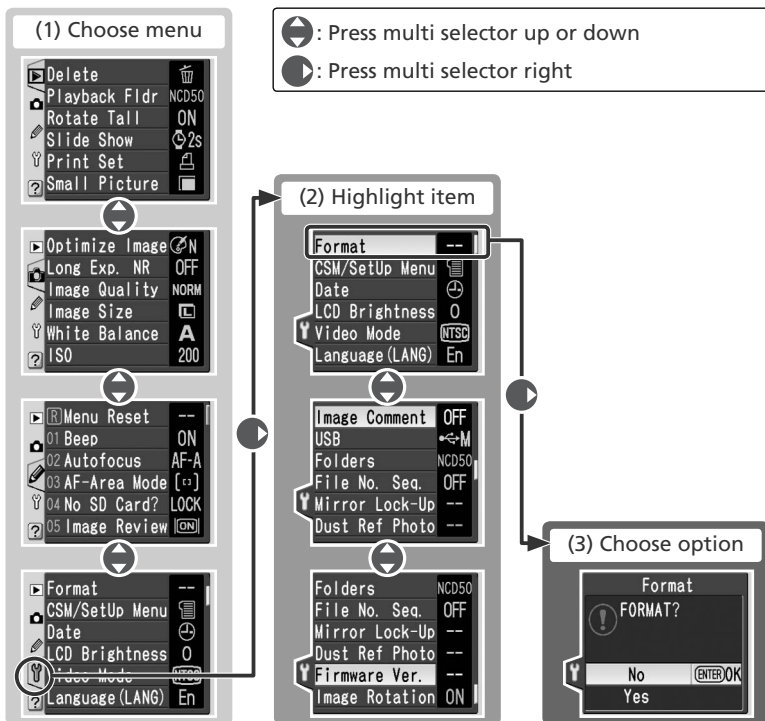 (1) Choose menu
: Press multi selector up or down
: Press multi selector right
Delete
Playback Fldr NCD50
Rotate Tall ON
Slide Show 2s
Print Set
Small Picture
?
Optimize Image N
Long Exp. NR OFF
Image Quality NORM
Image Size L
White Balance A
ISO 200
?
R Menu Reset --
01 Beep ON
02 Autofocus AF-A
03 AF-Area Mode [ ]
04 No SD Card? LOCK
05 Image Review ON
?
Format --
CSM/SetUp Menu
Date
LCD Brightness 0
Video Mode NTSC
Language(LANG) En
?
(2) Highlight item
Format --
CSM/SetUp Menu
Date
LCD Brightness 0
Video Mode NTSC
Language(LANG) En
Image Comment OFF
USB M
Folders NCD50
File No. Seq. OFF
Mirror Lock-Up --
Dust Ref Photo --
Folders NCD50
File No. Seq. OFF
Mirror Lock-Up --
Dust Ref Photo --
Firmware Ver. --
Image Rotation ON
(3) Choose option
Format
! FORMAT?
No ENTER OK
Yes